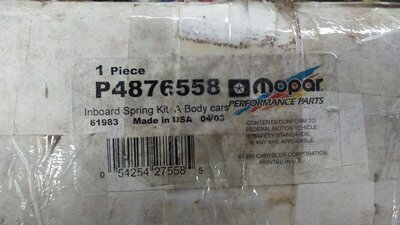 1 Piece
P4876558 mopar
PERFORMANCE PARTS
Inboard Spring Kit A Body cars
61983 Made in USA 04/03
CONTENTS CONFORM TO
FEDERAL MOTOR VEHICLE
SAFETY STANDARDS,
IF ANY ARE APPLICABLE
CHRYSLER CORPORATION
PRINTED IN U.S.
0 54254 27558 5